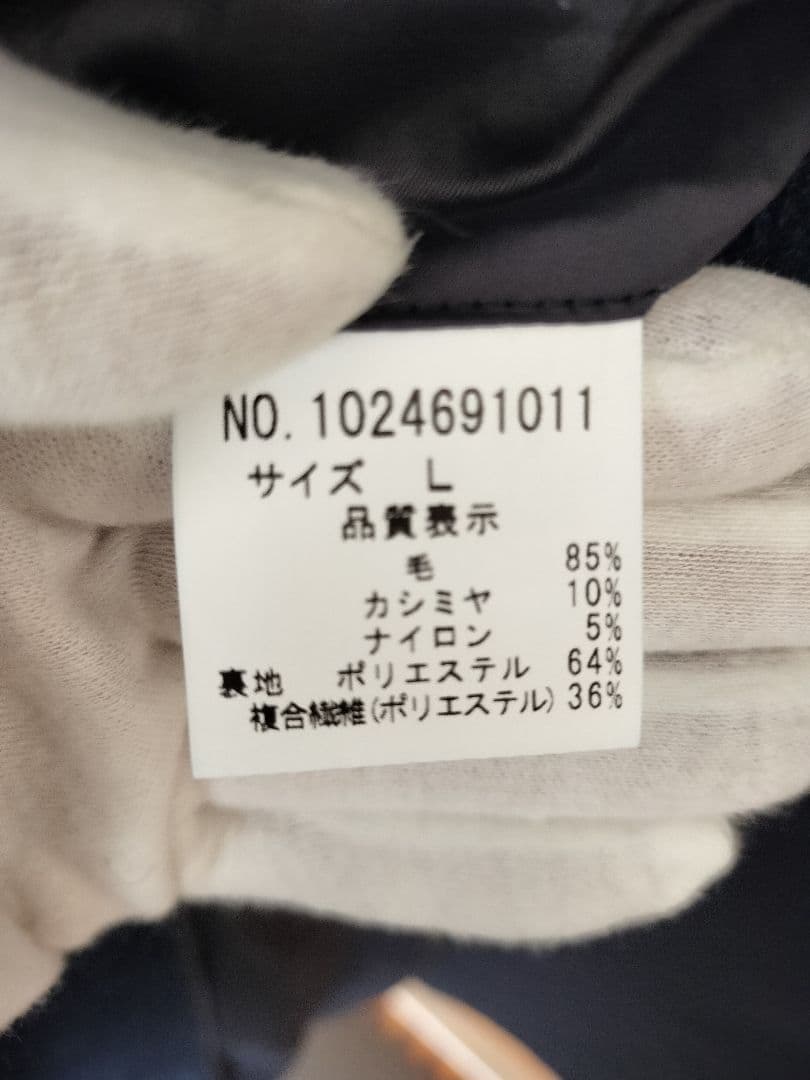 NO. 1024691011
サイズ L
品質表示
毛 85%
カシミヤ 10%
ナイロン 5%
裏地 ポリエステル 64%
複合繊維(ポリエステル) 36%